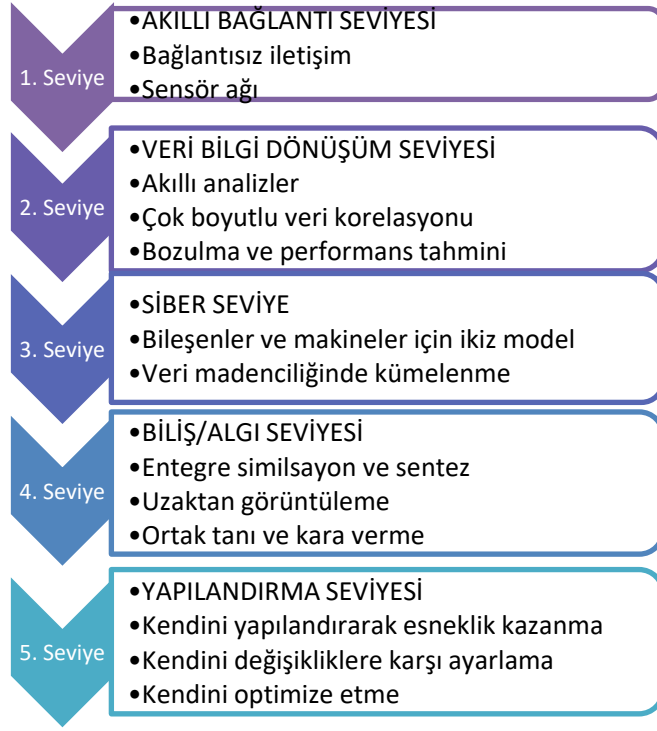 1. Seviye
•AKILLI BAĞLANTI SEVİYESİ
•Bağlantısız iletişim
•Sensör ağı
2. Seviye
•VERİ BİLGİ DÖNÜŞÜM SEVİYESİ
•Akıllı analizler
•Çok boyutlu veri korelasyonu
•Bozulma ve performans tahmini
3. Seviye
•SİBER SEVİYE
•Bileşenler ve makineler için ikiz model
•Veri madenciliğinde kümelenme
4. Seviye
•BİLİŞ/ALGI SEVİYESİ
•Entegre similsayon ve sentez
•Uzaktan görüntüleme
•Ortak tanı ve kara verme
5. Seviye
•YAPILANDIRMA SEVİYESİ
•Kendini yapılandırarak esneklik kazanma
•Kendini değişikliklere karşı ayarlama
•Kendini optimize etme